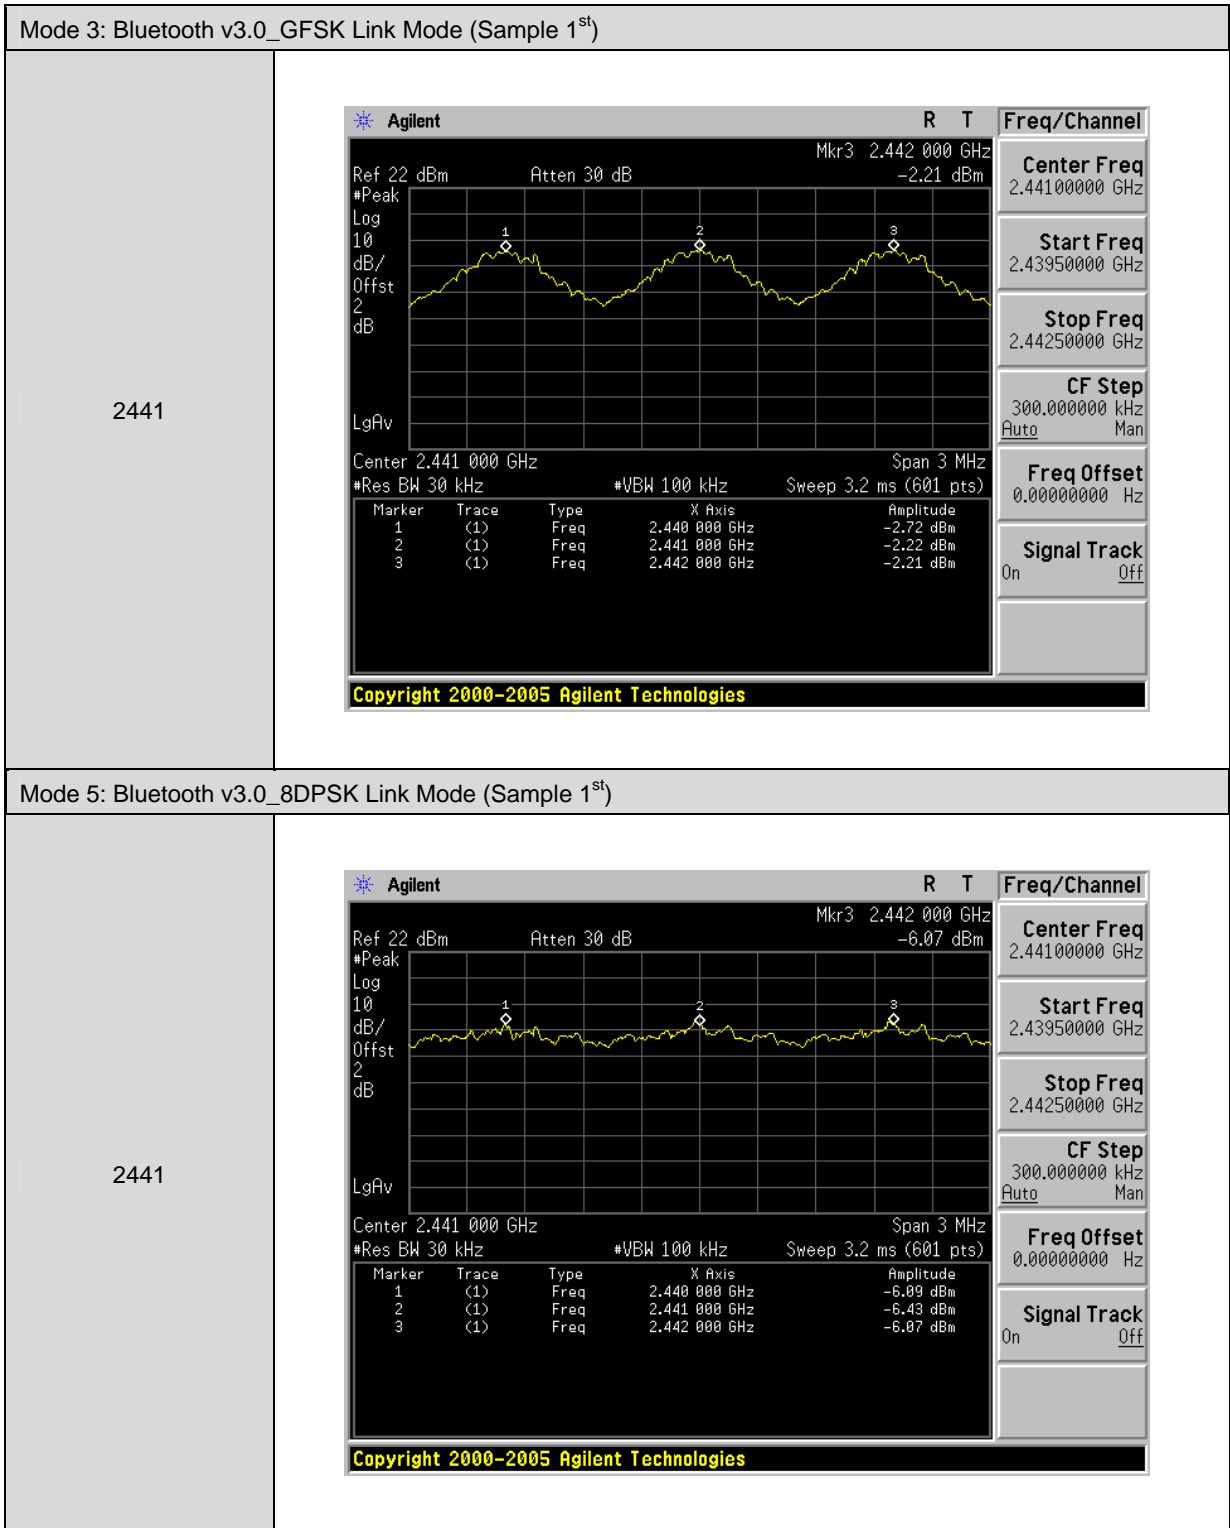 Mode 3: Bluetooth v3.0_GFSK Link Mode (Sample 1st)
2441
Agilent R T Freq/Channel
Mkr3 2.442 000 GHz
Ref 22 dBm Atten 30 dB -2.21 dBm
#Peak
Log
10
dB/
Offst
2
dB
LgAv
1 2 3
Center 2.441 000 GHz Span 3 MHz
#Res BW 30 kHz #VBW 100 kHz Sweep 3.2 ms (601 pts)
Marker Trace Type X Axis Amplitude
1 (1) Freq 2.440 000 GHz -2.72 dBm
2 (1) Freq 2.441 000 GHz -2.22 dBm
3 (1) Freq 2.442 000 GHz -2.21 dBm
Center Freq
2.44100000 GHz
Start Freq
2.43950000 GHz
Stop Freq
2.44250000 GHz
CF Step
300.000000 kHz
Auto Man
Freq Offset
0.00000000 Hz
Signal Track
On Off
Copyright 2000-2005 Agilent Technologies
Mode 5: Bluetooth v3.0_8DPSK Link Mode (Sample 1st)
2441
Agilent R T Freq/Channel
Mkr3 2.442 000 GHz
Ref 22 dBm Atten 30 dB -6.07 dBm
#Peak
Log
10
dB/
Offst
2
dB
LgAv
1 2 3
Center 2.441 000 GHz Span 3 MHz
#Res BW 30 kHz #VBW 100 kHz Sweep 3.2 ms (601 pts)
Marker Trace Type X Axis Amplitude
1 (1) Freq 2.440 000 GHz -6.09 dBm
2 (1) Freq 2.441 000 GHz -6.43 dBm
3 (1) Freq 2.442 000 GHz -6.07 dBm
Center Freq
2.44100000 GHz
Start Freq
2.43950000 GHz
Stop Freq
2.44250000 GHz
CF Step
300.000000 kHz
Auto Man
Freq Offset
0.00000000 Hz
Signal Track
On Off
Copyright 2000-2005 Agilent Technologies